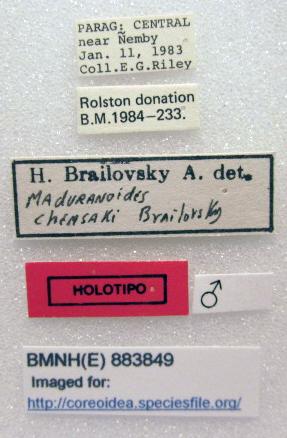 PARAG: CENTRAL
near Ñemby
Jan. 11, 1983
Coll.E.G.Riley
Rolston donation
B.M.1984–233.
H. Brailovsky A. det.
MADURANOIDES
CHEMSAKI Brailovsky
HOLOTIPO
♂
BMNH(E) 883849
Imaged for:
http://coreoidea.speciesfile.org/